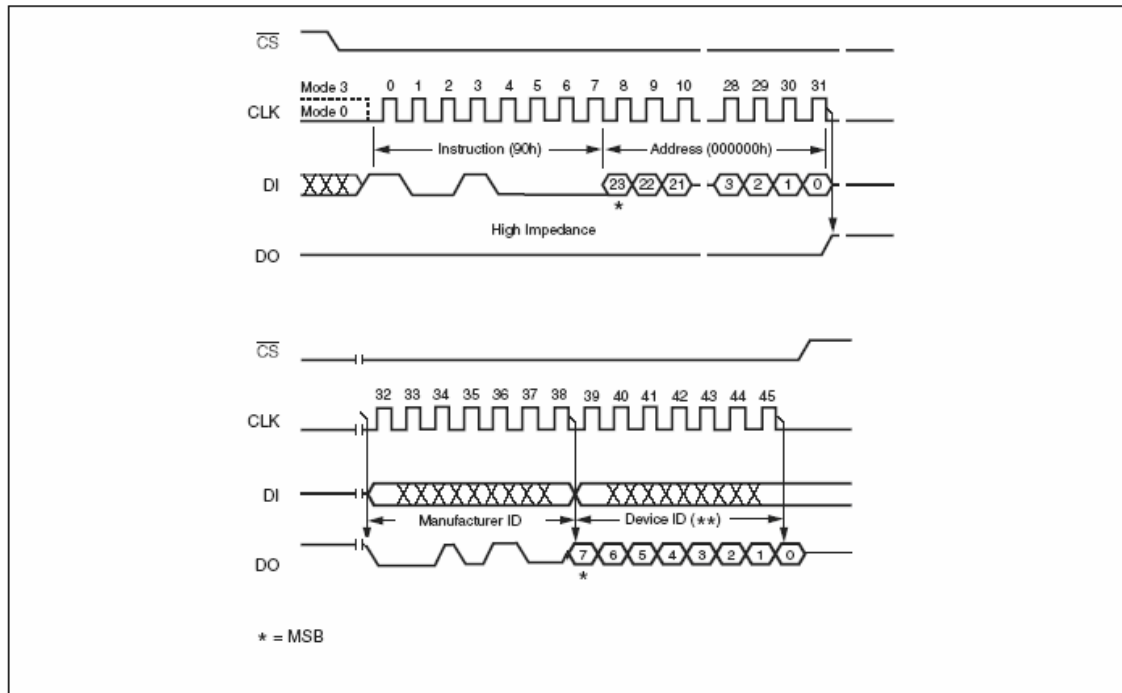 CS
Mode 3
0 1 2 3 4 5 6 7 8 9 10 28 29 30 31
CLK
Mode 0
Instruction (90h)
Address (000000h)
DI
23 22 21 3 2 1 0
*
High Impedance
DO
CS
32 33 34 35 36 37 38 39 40 41 42 43 44 45
CLK
DI
Manufacturer ID
Device ID (**)
DO
7 6 5 4 3 2 1 0
*
* = MSB